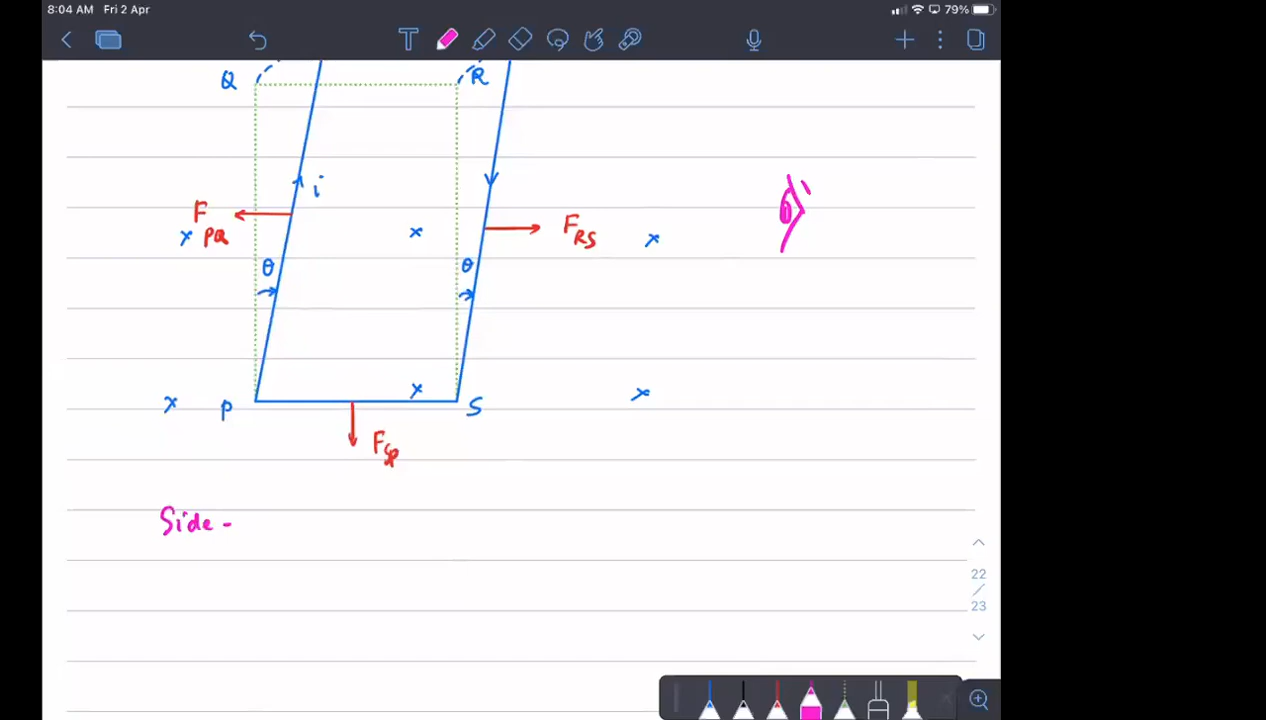 8:04 AM Fri 2 Apr 79%
T
Q R
i
F PQ x x F RS x
θ θ
x P x S x
F SP
Side -
22
/
23